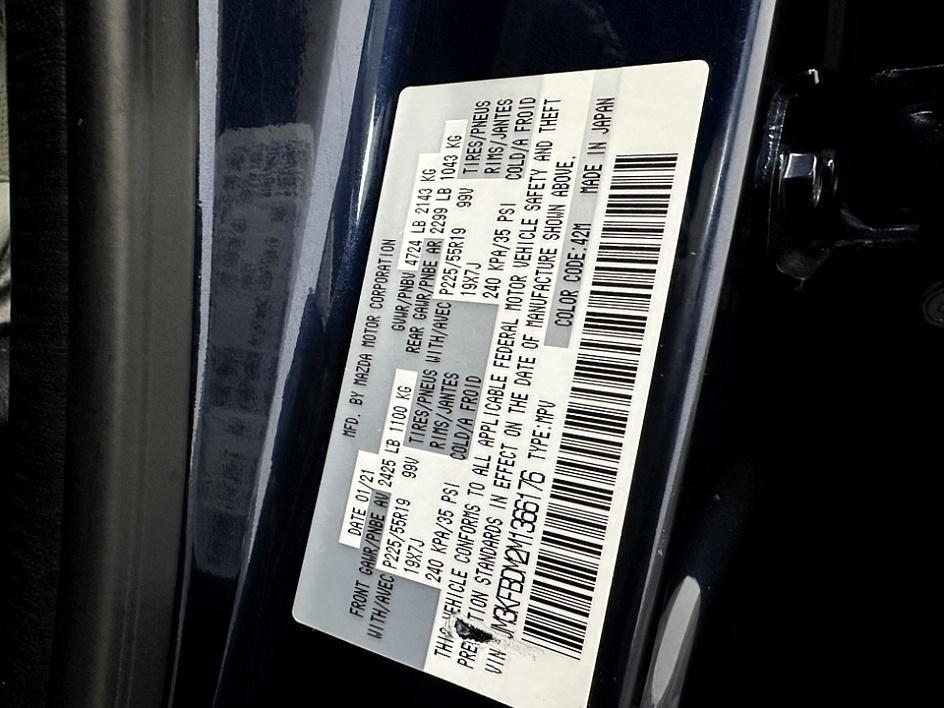 MFD. BY MAZDA MOTOR CORPORATION
DATE 01/21 GVWR/PNBV 4724 LB 2143 KG
FRONT GAWR/PNBE AV 2425 LB 1100 KG REAR GAWR/PNBE AR 2299 LB 1043 KG
WITH/AVEC P225/55R19 99V TIRES/PNEUS WITH/AVEC P225/55R19 99V TIRES/PNEUS
19X7J RIMS/JANTES 19X7J RIMS/JANTES
240 KPA/35 PSI COLD/A FROID 240 KPA/35 PSI COLD/A FROID
THIS VEHICLE CONFORMS TO ALL APPLICABLE FEDERAL MOTOR VEHICLE SAFETY AND THEFT
PREVENTION STANDARDS IN EFFECT ON THE DATE OF MANUFACTURE SHOWN ABOVE.
VIN JM3KFBDM2M1366176 TYPE:MPV COLOR CODE:42M MADE IN JAPAN